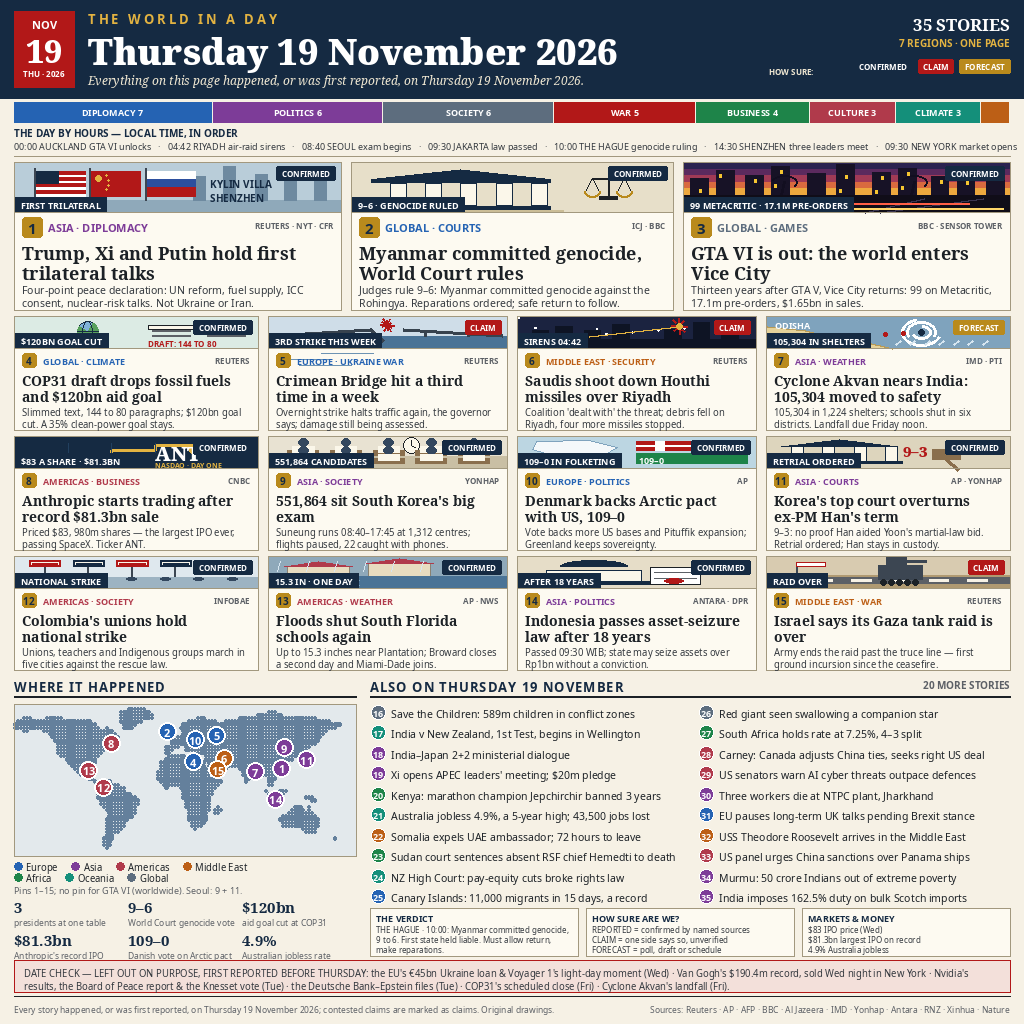 NOV
19
THU · 2026
THE WORLD IN A DAY
Thursday 19 November 2026
Everything on this page happened, or was first reported, on Thursday 19 November 2026.
35 STORIES
7 REGIONS · ONE PAGE
HOW SURE:
CONFIRMED
CLAIM
FORECAST
DIPLOMACY 7
POLITICS 6
SOCIETY 6
WAR 5
BUSINESS 4
CULTURE 3
CLIMATE 3
THE DAY BY HOURS — LOCAL TIME, IN ORDER
00:00 AUCKLAND GTA VI unlocks · 04:42 RIYADH air-raid sirens · 08:40 SEOUL exam begins · 09:30 JAKARTA law passed · 10:00 THE HAGUE genocide ruling · 14:30 SHENZHEN three leaders meet · 09:30 NEW YORK market opens
KYLIN VILLA
SHENZHEN
CONFIRMED
FIRST TRILATERAL
1 ASIA · DIPLOMACY
REUTERS · NYT · CFR
Trump, Xi and Putin hold first
trilateral talks
Four-point peace declaration: UN reform, fuel supply, ICC
consent, nuclear-risk talks. Not Ukraine or Iran.
CONFIRMED
9–6 · GENOCIDE RULED
2 GLOBAL · COURTS
ICJ · BBC
Myanmar committed genocide,
World Court rules
Judges rule 9–6: Myanmar committed genocide against the
Rohingya. Reparations ordered; safe return to follow.
CONFIRMED
99 METACRITIC · 17.1M PRE-ORDERS
3 GLOBAL · GAMES
BBC · SENSOR TOWER
GTA VI is out: the world enters
Vice City
Thirteen years after GTA V, Vice City returns: 99 on Metacritic,
17.1m pre-orders, $1.65bn in sales.
CONFIRMED
$120BN GOAL CUT
DRAFT: 144 TO 80
4 GLOBAL · CLIMATE
REUTERS
COP31 draft drops fossil fuels
and $120bn aid goal
Slimmed text, 144 to 80 paragraphs; $120bn goal
cut. A 35% clean-power goal stays.
CLAIM
3RD STRIKE THIS WEEK
5 EUROPE · UKRAINE WAR
REUTERS
Crimean Bridge hit a third
time in a week
Overnight strike halts traffic again, the governor
says; damage still being assessed.
CLAIM
SIRENS 04:42
6 MIDDLE EAST · SECURITY
REUTERS
Saudis shoot down Houthi
missiles over Riyadh
Coalition 'dealt with' the threat; debris fell on
Riyadh, four more missiles stopped.
ODISHA
FORECAST
105,304 IN SHELTERS
7 ASIA · WEATHER
IMD · PTI
Cyclone Akvan nears India:
105,304 moved to safety
105,304 in 1,224 shelters; schools shut in six
districts. Landfall due Friday noon.
CONFIRMED
$83 A SHARE · $81.3BN
ANT
NASDAQ · DAY ONE
8 AMERICAS · BUSINESS
CNBC
Anthropic starts trading after
record $81.3bn sale
Priced $83, 980m shares — the largest IPO ever,
passing SpaceX. Ticker ANT.
CONFIRMED
551,864 CANDIDATES
9 ASIA · SOCIETY
YONHAP
551,864 sit South Korea's big
exam
Suneung runs 08:40–17:45 at 1,312 centres;
flights paused, 22 caught with phones.
CONFIRMED
109–0 IN FOLKETING
109–0
10 EUROPE · POLITICS
AP
Denmark backs Arctic pact
with US, 109–0
Vote backs more US bases and Pituffik expansion;
Greenland keeps sovereignty.
CONFIRMED
RETRIAL ORDERED
9–3
11 ASIA · COURTS
AP · YONHAP
Korea's top court overturns
ex-PM Han's term
9–3: no proof Han aided Yoon's martial-law bid.
Retrial ordered; Han stays in custody.
CONFIRMED
NATIONAL STRIKE
12 AMERICAS · SOCIETY
INFOBAE
Colombia's unions hold
national strike
Unions, teachers and Indigenous groups march in
five cities against the rescue law.
CONFIRMED
15.3 IN · ONE DAY
13 AMERICAS · WEATHER
AP · NWS
Floods shut South Florida
schools again
Up to 15.3 inches near Plantation; Broward closes
a second day and Miami-Dade joins.
CONFIRMED
AFTER 18 YEARS
14 ASIA · POLITICS
ANTARA · DPR
Indonesia passes asset-seizure
law after 18 years
Passed 09:30 WIB; state may seize assets over
Rp1bn without a conviction.
CLAIM
RAID OVER
15 MIDDLE EAST · WAR
REUTERS
Israel says its Gaza tank raid is
over
Army ends the raid past the truce line — first
ground incursion since the ceasefire.
WHERE IT HAPPENED
8
13
12
2
10
5
4
6
15
7
9
1
11
14
Europe
Asia
Americas
Middle East
Africa
Oceania
Global
Pins 1–15; no pin for GTA VI (worldwide). Seoul: 9 + 11.
3
presidents at one table
9–6
World Court genocide vote
$120bn
aid goal cut at COP31
$81.3bn
Anthropic's record IPO
109–0
Danish vote on Arctic pact
4.9%
Australian jobless rate
ALSO ON THURSDAY 19 NOVEMBER
20 MORE STORIES
16 Save the Children: 589m children in conflict zones
17 India v New Zealand, 1st Test, begins in Wellington
18 India–Japan 2+2 ministerial dialogue
19 Xi opens APEC leaders' meeting; $20m pledge
20 Kenya: marathon champion Jepchirchir banned 3 years
21 Australia jobless 4.9%, a 5-year high; 43,500 jobs lost
22 Somalia expels UAE ambassador; 72 hours to leave
23 Sudan court sentences absent RSF chief Hemedti to death
24 NZ High Court: pay-equity cuts broke rights law
25 Canary Islands: 11,000 migrants in 15 days, a record
26 Red giant seen swallowing a companion star
27 South Africa holds rate at 7.25%, 4–3 split
28 Carney: Canada adjusts China ties, seeks right US deal
29 US senators warn AI cyber threats outpace defences
30 Three workers die at NTPC plant, Jharkhand
31 EU pauses long-term UK talks pending Brexit stance
32 USS Theodore Roosevelt arrives in the Middle East
33 US panel urges China sanctions over Panama ships
34 Murmu: 50 crore Indians out of extreme poverty
35 India imposes 162.5% duty on bulk Scotch imports
THE VERDICT
THE HAGUE · 10:00: Myanmar committed genocide,
9 to 6. First state held liable. Must allow return,
make reparations.
HOW SURE ARE WE?
REPORTED = confirmed by named sources
CLAIM = one side says so, unverified
FORECAST = poll, draft or schedule
MARKETS & MONEY
$83 IPO price (Wed)
$81.3bn largest IPO on record
4.9% Australia jobless
DATE CHECK — LEFT OUT ON PURPOSE, FIRST REPORTED BEFORE THURSDAY: the EU's €45bn Ukraine loan & Voyager 1's light-day moment (Wed) · Van Gogh's $190.4m record, sold Wed night in New York · Nvidia's
results, the Board of Peace report & the Knesset vote (Tue) · the Deutsche Bank–Epstein files (Thu) · COP31's scheduled close (Fri) · Cyclone Akvan's landfall (Fri).
Every story happened, or was first reported, on Thursday 19 November 2026; contested claims are marked as claims. Original drawings.
Sources: Reuters · AP · AFP · BBC · Al Jazeera · IMD · Yonhap · Antara · RNZ · Xinhua · Nature